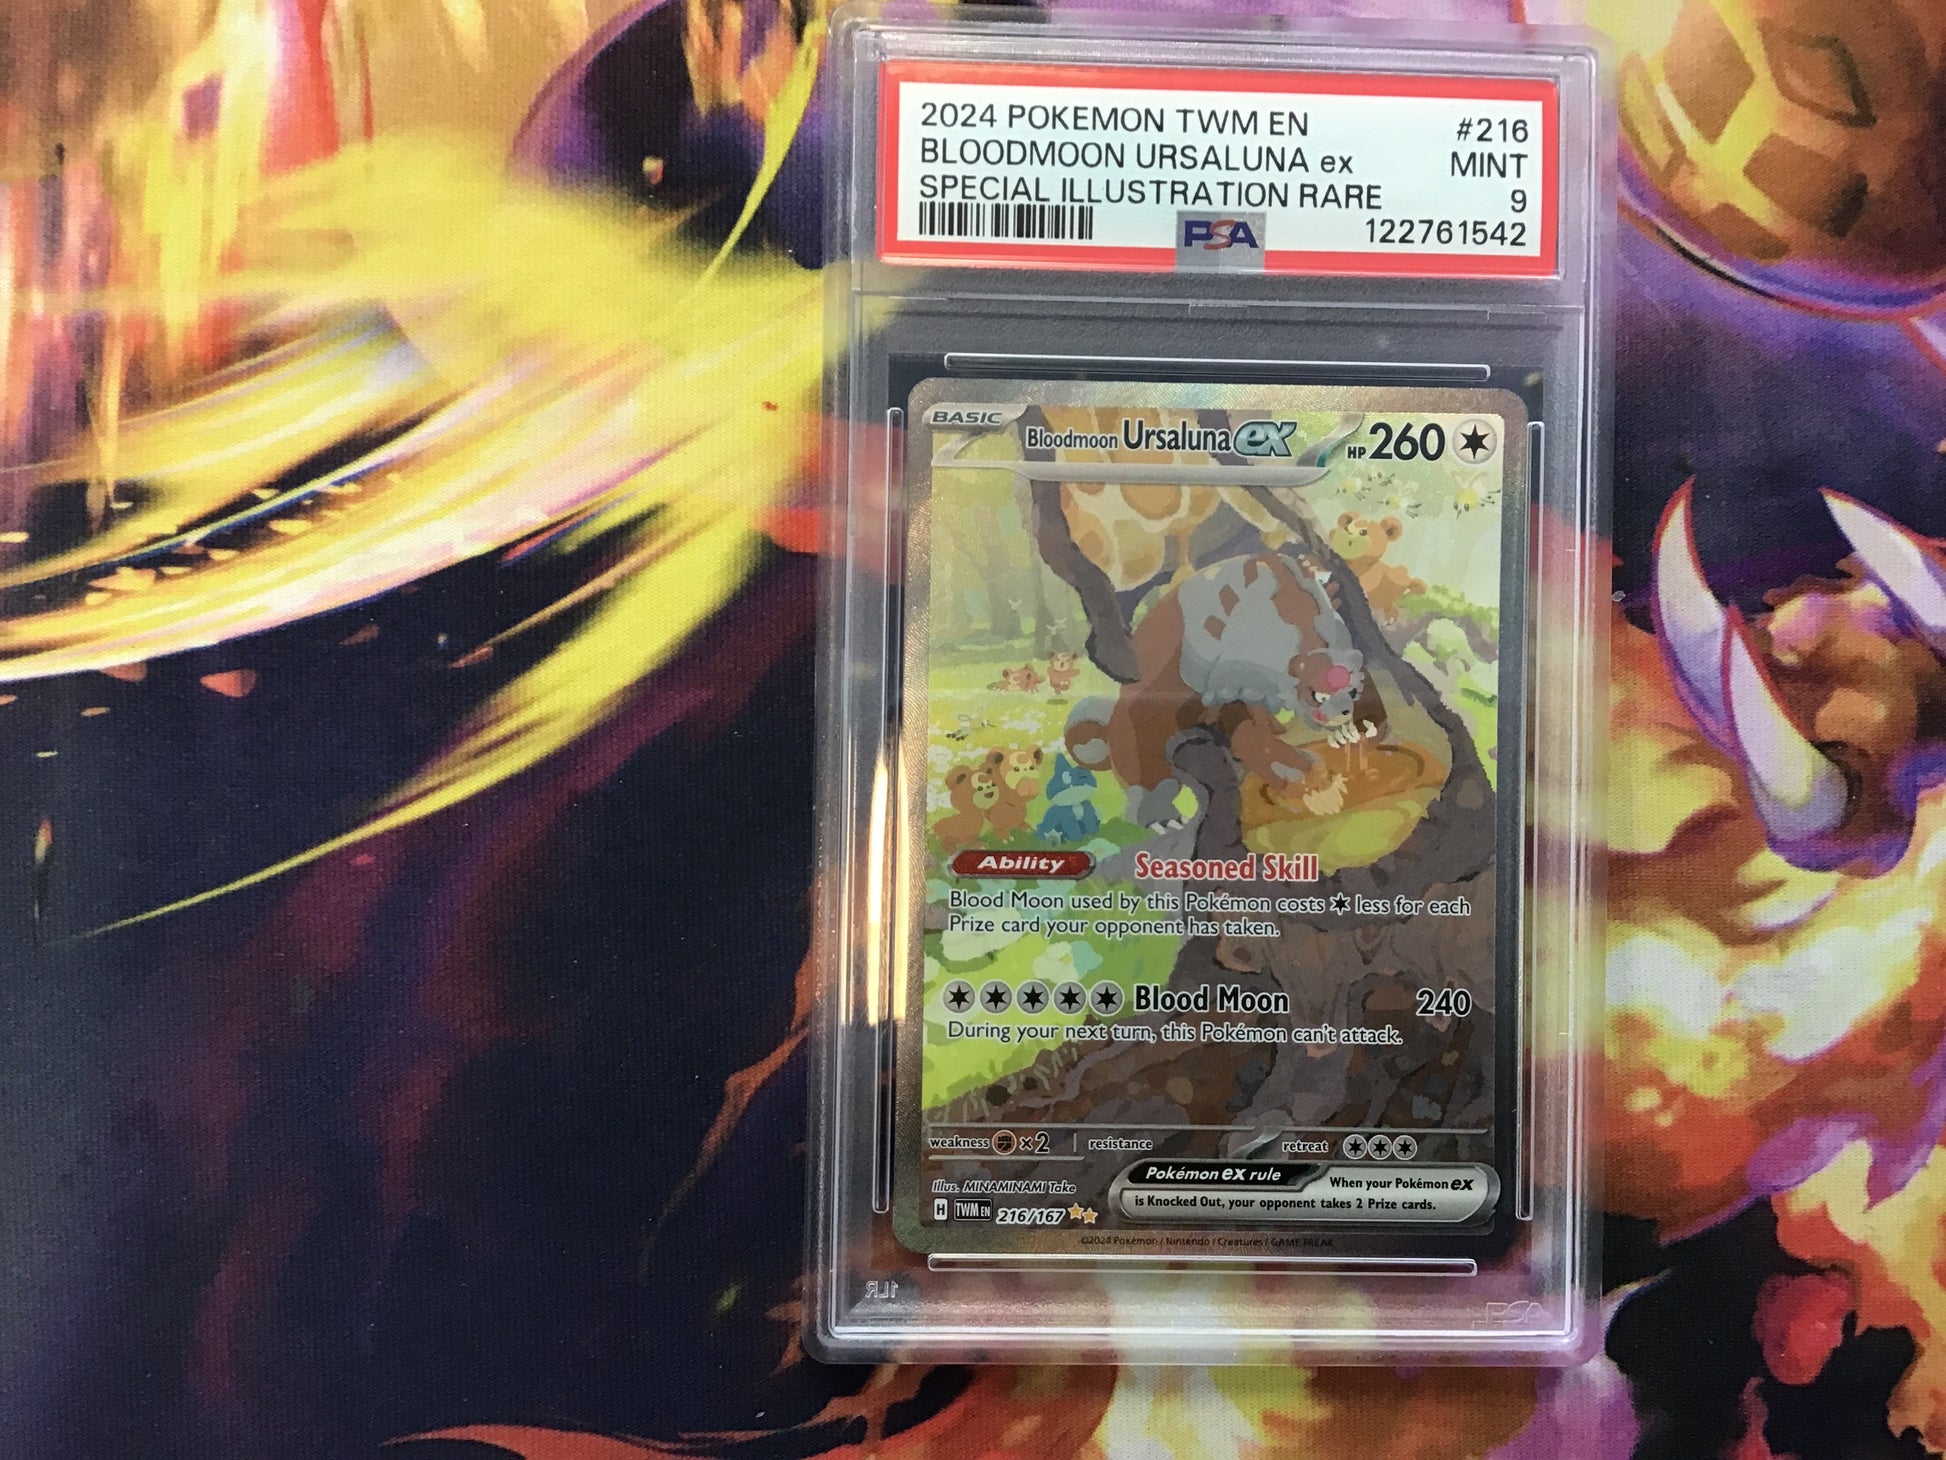 2024 POKEMON TWM EN #216
BLOODMOON URSALUNA ex MINT
SPECIAL ILLUSTRATION RARE 9
PSA 122761542
BASIC
Bloodmoon Ursaluna ex HP 260
Ability Seasoned Skill
Blood Moon used by this Pokémon costs less for each
Prize card your opponent has taken.
Blood Moon 240
During your next turn, this Pokémon can't attack.
weakness ×2 resistance retreat
Illus. MINAMINAMI Take
Pokémon ex rule When your Pokémon ex
is Knocked Out, your opponent takes 2 Prize cards.
H TWM EN 216/167
©2024 Pokémon / Nintendo / Creatures / GAME FREAK
1LR
PSA